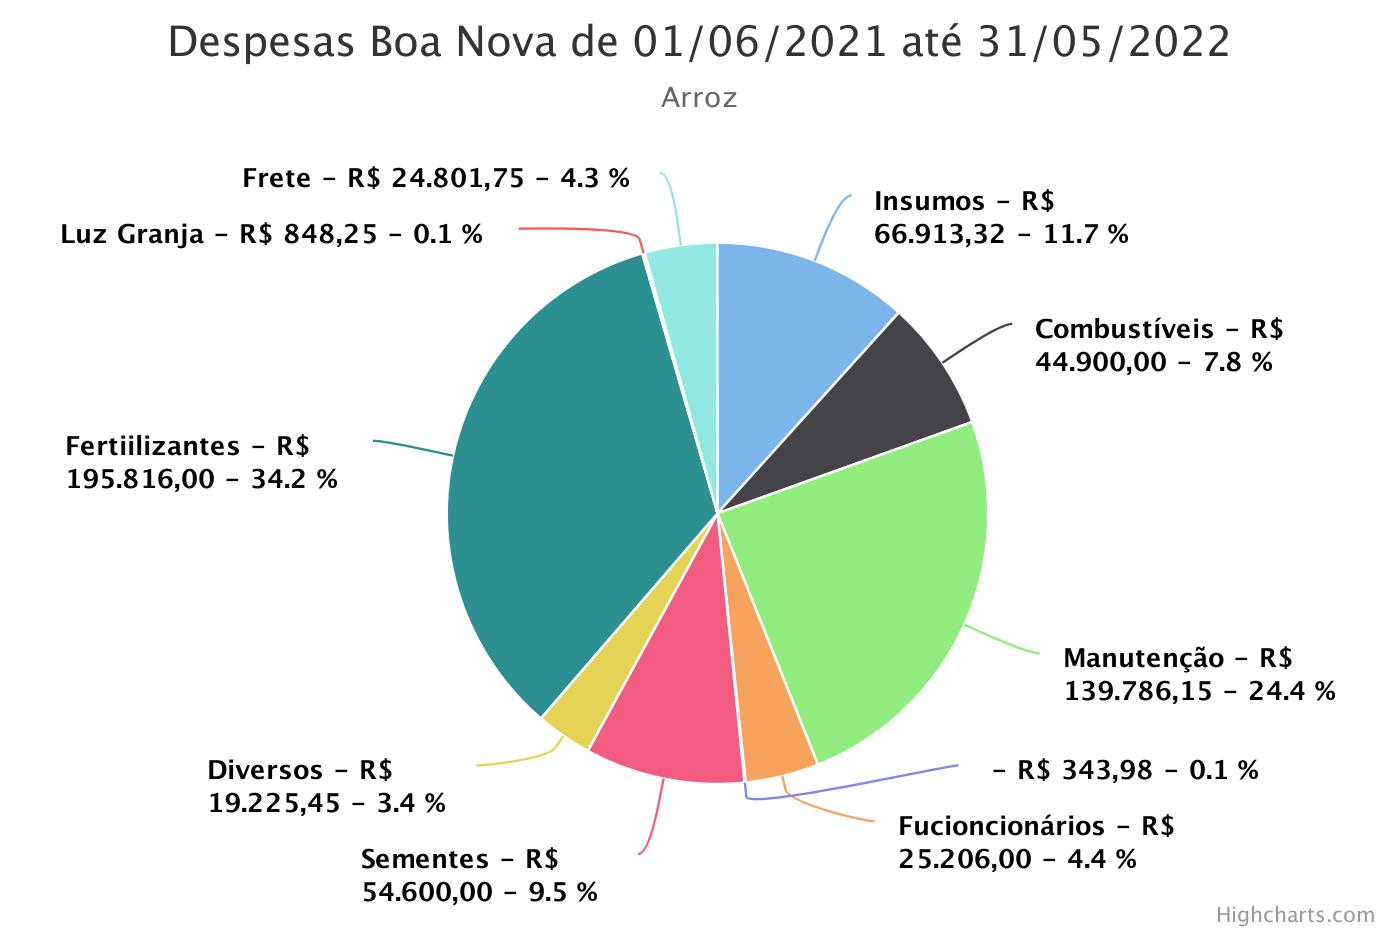 Despesas Boa Nova de 01/06/2021 até 31/05/2022
Arroz
Frete – R$ 24.801,75 – 4.3 %
Luz Granja – R$ 848,25 – 0.1 %
Insumos – R$
66.913,32 – 11.7 %
Combustíveis – R$
44.900,00 – 7.8 %
Fertiilizantes – R$
195.816,00 – 34.2 %
Manutenção – R$
139.786,15 – 24.4 %
– R$ 343,98 – 0.1 %
Diversos – R$
19.225,45 – 3.4 %
Fucioncionários – R$
25.206,00 – 4.4 %
Sementes – R$
54.600,00 – 9.5 %
Highcharts.com